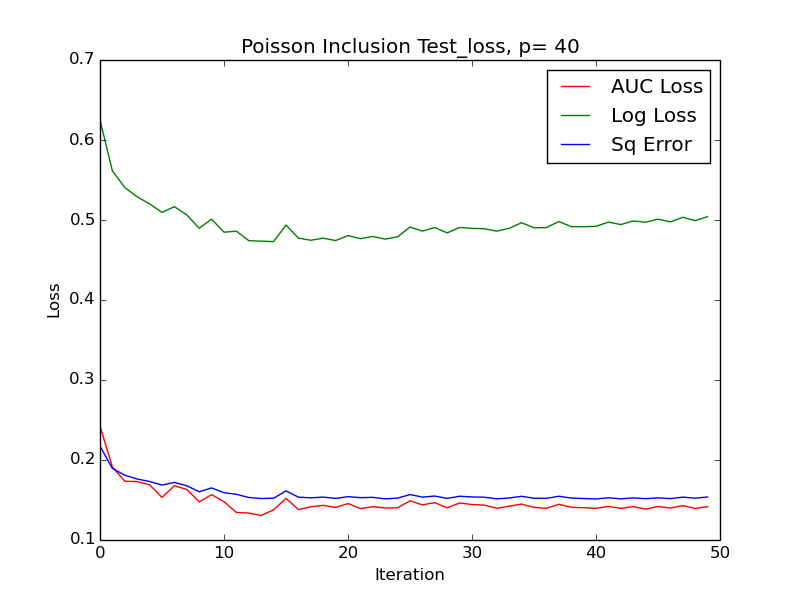 Poisson Inclusion Test_loss, p= 40
0.7
0.6
0.5
0.4
0.3
0.2
0.1
Loss
AUC Loss
Log Loss
Sq Error
0 10 20 30 40 50
Iteration